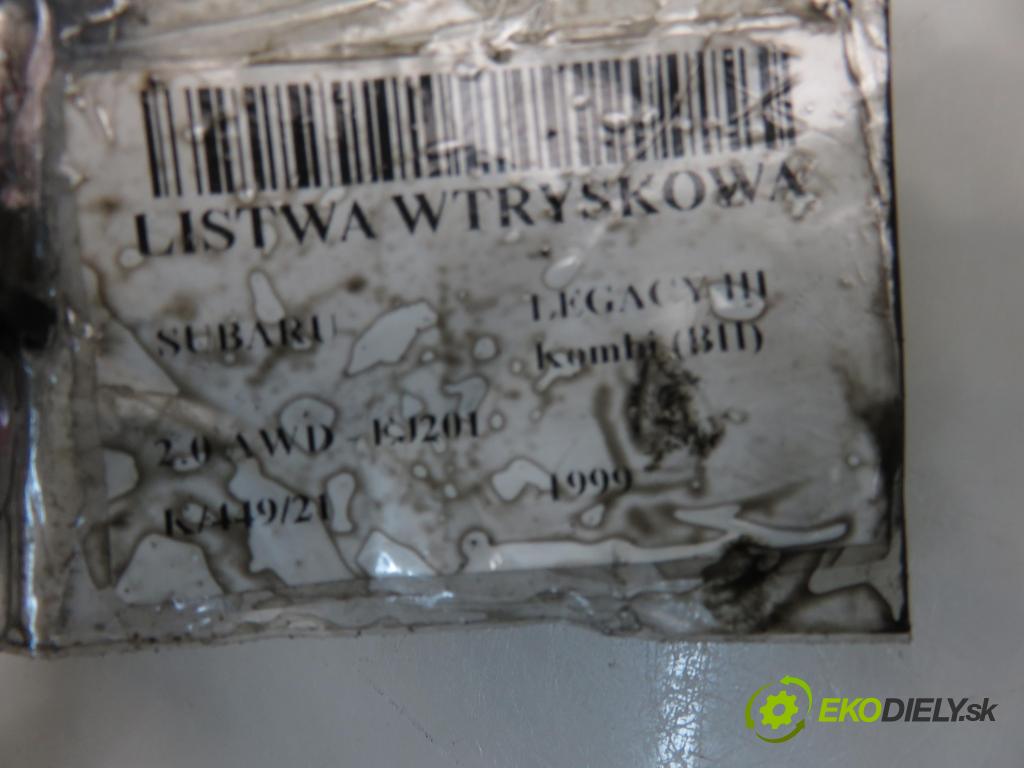 LISTWA WTRYSKOWA
SUBARU
LEGACY III
Kombi (BH)
2.0 AWD - EJ201
K/449/21
1999
EKODIELY.sk